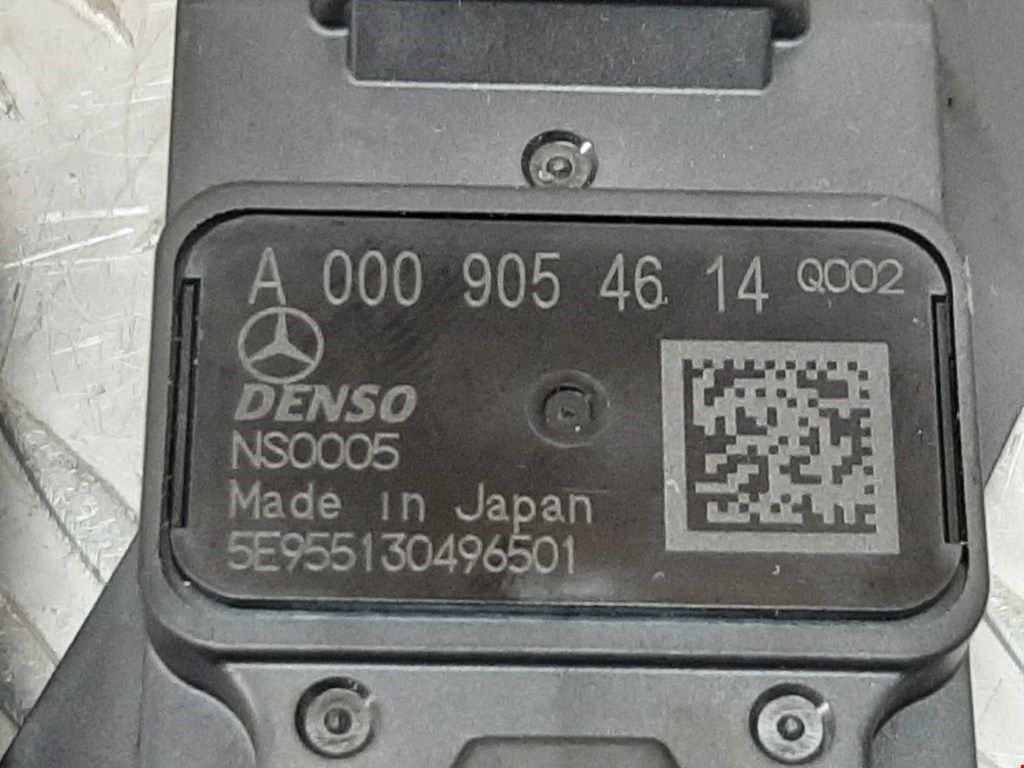 A 000 905 46 14 Q002
DENSO
NS0005
Made in Japan
5E955130496501